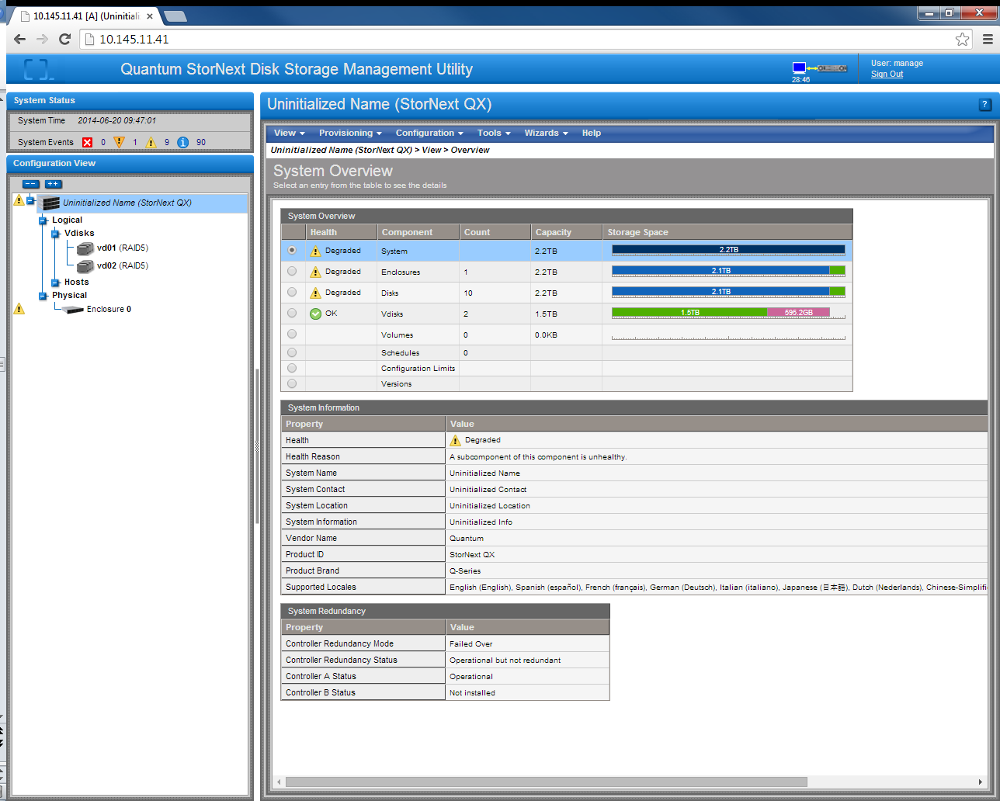 10.145.11.41 [A] (Uninitiali
10.145.11.41
Quantum StorNext Disk Storage Management Utility
28:46
User: manage
Sign Out
System Status
System Time 2014-06-20 09:47:01
System Events 0 1 9 90
Configuration View
Uninitialized Name (StorNext QX)
Logical
Vdisks
vd01 (RAID5)
vd02 (RAID5)
Hosts
Physical
Enclosure 0
Uninitialized Name (StorNext QX)
?
View Provisioning Configuration Tools Wizards Help
Uninitialized Name (StorNext QX) > View > Overview
System Overview
Select an entry from the table to see the details
System Overview
Health Component Count Capacity Storage Space
Degraded System 2.2TB 2.2TB
Degraded Enclosures 1 2.2TB 2.1TB
Degraded Disks 10 2.2TB 2.1TB
OK Vdisks 2 1.5TB 1.5TB 595.2GB
Volumes 0 0.0KB
Schedules 0
Configuration Limits
Versions
System Information
Property Value
Health Degraded
Health Reason A subcomponent of this component is unhealthy.
System Name Uninitialized Name
System Contact Uninitialized Contact
System Location Uninitialized Location
System Information Uninitialized Info
Vendor Name Quantum
Product ID StorNext QX
Product Brand Q-Series
Supported Locales English (English), Spanish (español), French (français), German (Deutsch), Italian (italiano), Japanese (日本語), Dutch (Nederlands), Chinese-Simplifi
System Redundancy
Property Value
Controller Redundancy Mode Failed Over
Controller Redundancy Status Operational but not redundant
Controller A Status Operational
Controller B Status Not installed